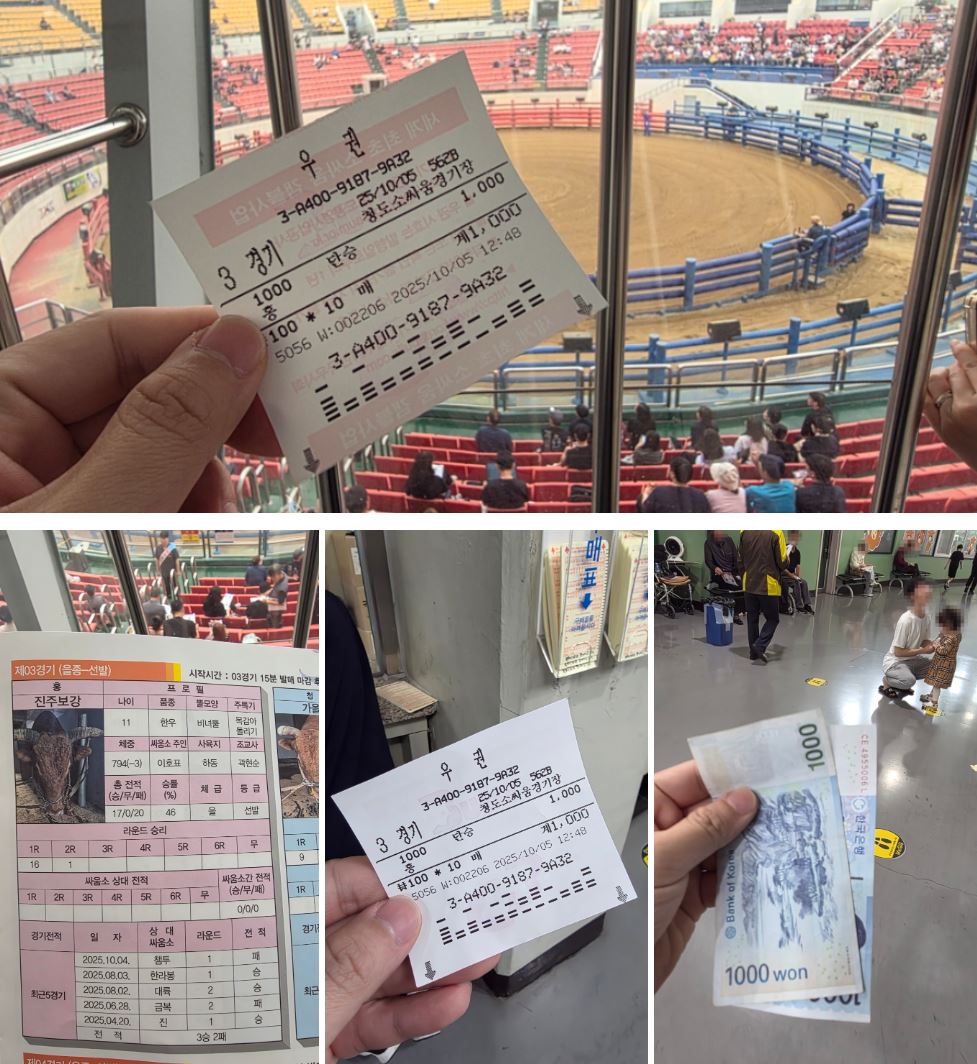 우 권
3-A400-9187-9A32
25/10/05 562B
청도소싸움경기장
3 경기 단승 1,000
1000
홍 계1,000
₩100 * 10 매
5056 W:002206 2025/10/05 12:48
3-A400-9187-9A32
제03경기 (을종-선발) 시작시간 : 03경기 15분 발매 마감
홍 프 로 필 청
진주보강 나이 품종 뿔모양 주특기
11 한우 비녀뿔 목감아 돌리기
체중 싸움소 주인 사육지 조교사
794(-3) 이호표 하동 곽현순
총 전적 (승/무/패) 승률 (%) 체 급 등 급
17/0/20 46 을 선발
라운드 승리
1R 2R 3R 4R 5R 6R 무 1R
16 1 9
싸움소 상대 전적 싸움소간 전적 (승/무/패)
1R 2R 3R 4R 5R 6R 무
0/0/0
경기전적 일 자 상 대 싸움소 라운드 전 적
최근5경기
2025.10.04. 챔투 1 패
2025.08.03. 한라봉 1 승
2025.08.02. 대륙 2 승
2025.06.28. 금복 2 패
2025.04.20. 진 1 승
전 적 3승 2패
매표
우 권
3-A400-9187-9A32
25/10/05 562B
청도소싸움경기장
3 경기 단승 1,000
1000
홍 계1,000
₩100 * 10 매
5056 W:002206 2025/10/05 12:48
3-A400-9187-9A32
1000
CE 4955006 L
한국은행
Bank of Korea
1000 won
1000